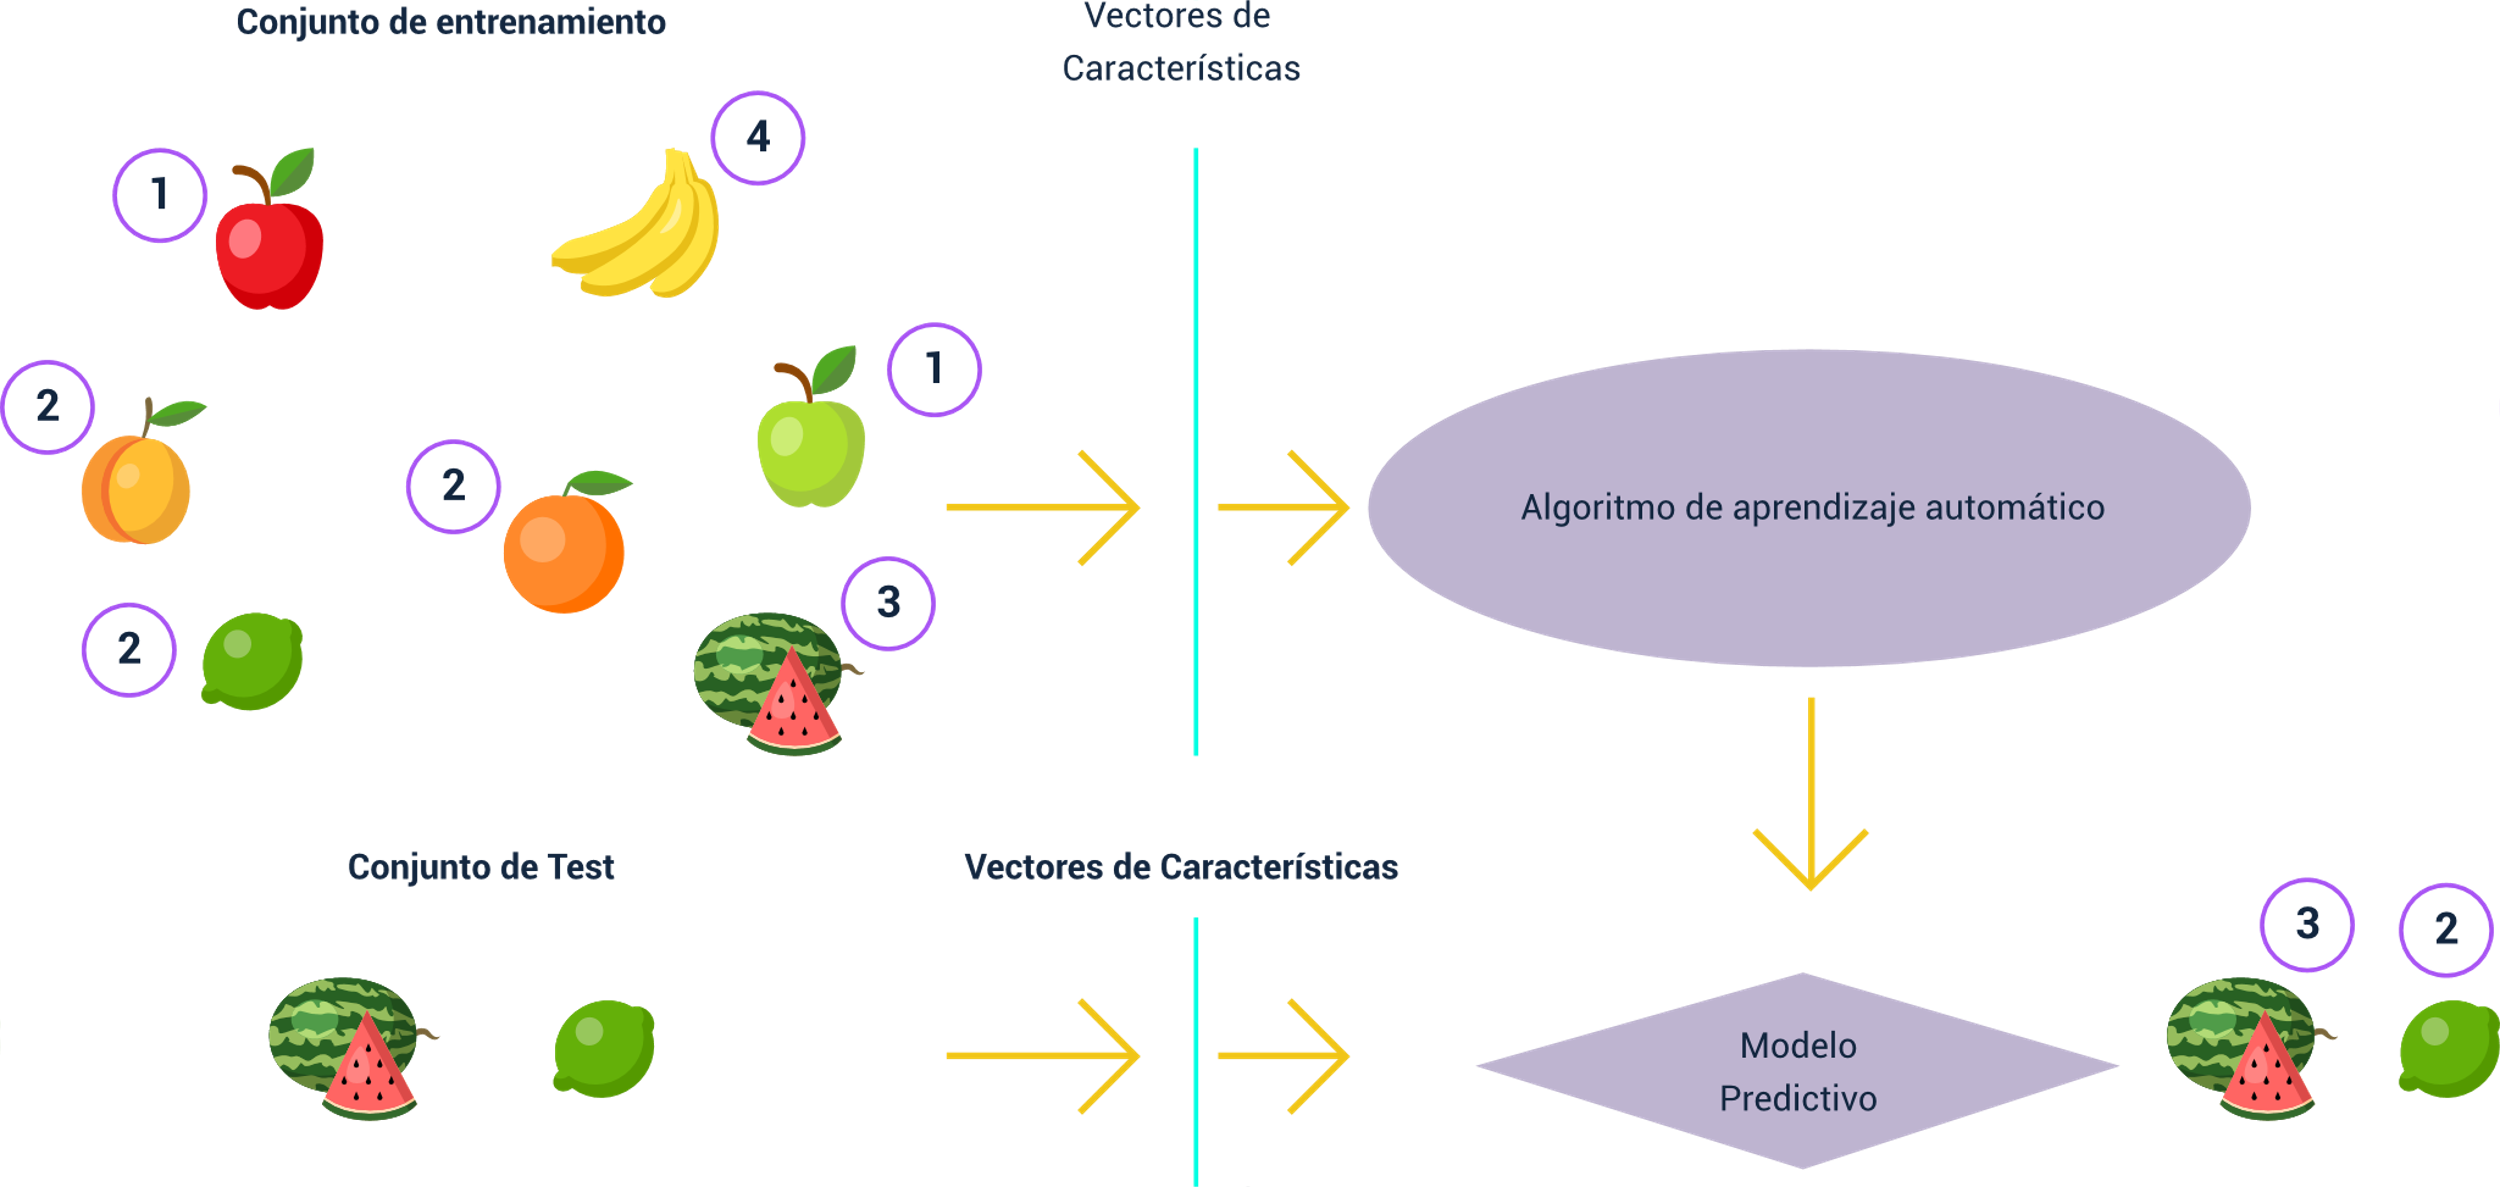 Conjunto de entrenamiento
Vectores de
Características
4
1
1
2
2
Algoritmo de aprendizaje automático
3
2
Conjunto de Test
Vectores de Características
3
2
Modelo
Predictivo